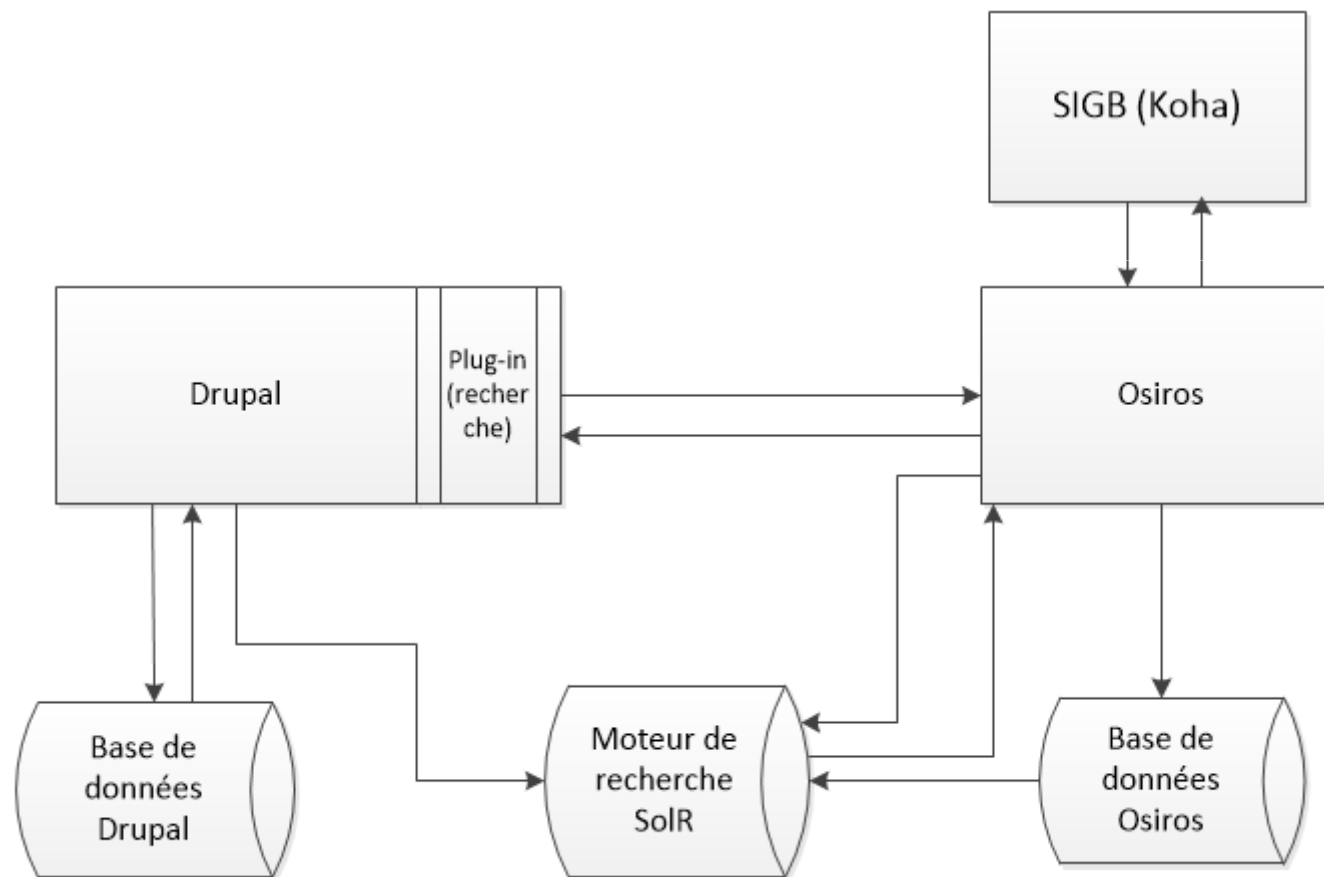 SIGB (Koha)
Drupal
Plug-in
(recher
che)
Osiros
Base de
données
Drupal
Moteur de
recherche
SolR
Base de
données
Osiros